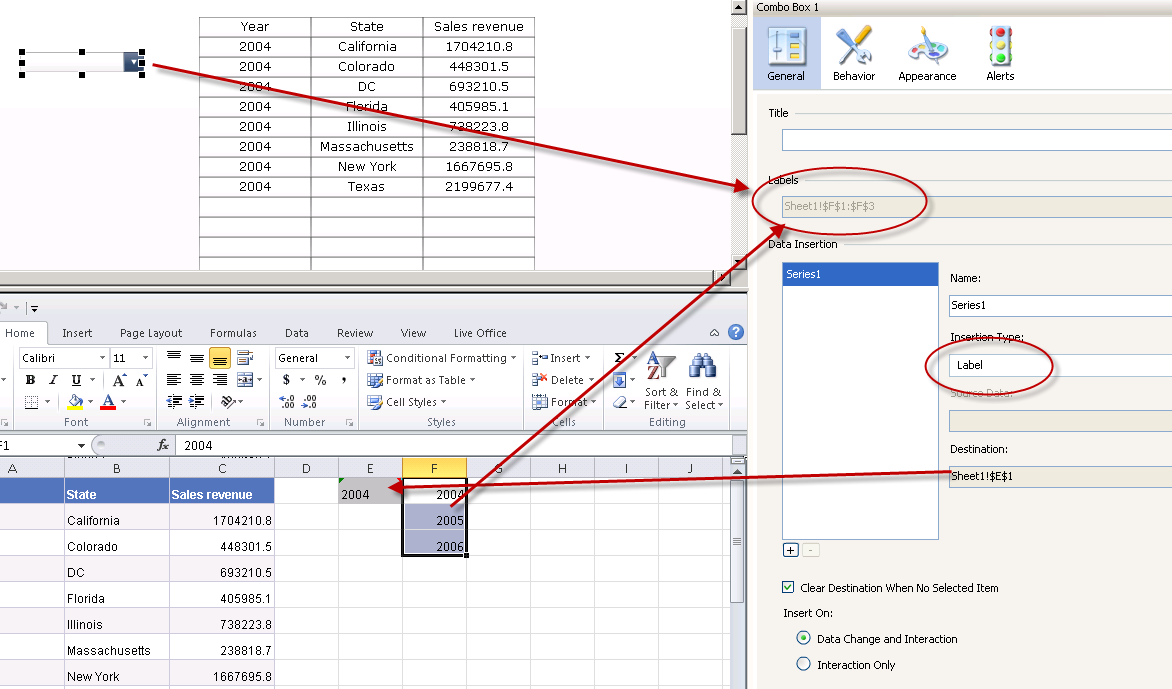 Year State Sales revenue
2004 California 1704210.8
2004 Colorado 448301.5
2004 DC 693210.5
2004 Florida 405985.1
2004 Illinois 738223.8
2004 Massachusetts 238818.7
2004 New York 1667695.8
2004 Texas 2199677.4
Combo Box 1
General Behavior Appearance Alerts
Title
Labels
Sheet1!$F$1:$F$3
Data Insertion
Series1
Name:
Series1
Insertion Type:
Label
Source Data:
Destination:
Sheet1!$E$1
+ -
Clear Destination When No Selected Item
Insert On:
Data Change and Interaction
Interaction Only
Home Insert Page Layout Formulas Data Review View Live Office
Calibri 11 General Conditional Formatting Insert Σ
B I U A A $ % , Format as Table Delete Sort & Find &
A Cell Styles Format Filter Select
Font Alignment Number Styles Cells Editing
F1 fx 2004
A B C D E F G H I J
State Sales revenue 2004 2004
California 1704210.8 2005
Colorado 448301.5 2006
DC 693210.5
Florida 405985.1
Illinois 738223.8
Massachusetts 238818.7
New York 1667695.8